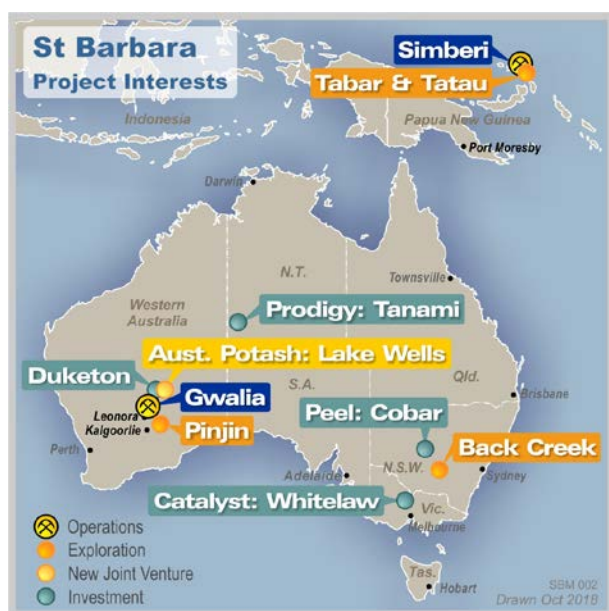 St Barbara
Project Interests
Simberi
Tabar & Tatau
Indonesia
Papua New Guinea
Port Moresby
Darwin
N.T.
Townsville
Western
Australia
Prodigy: Tanami
Aust. Potash: Lake Wells
Duketon
S.A.
Qld.
Gwalia
Brisbane
Leonora
Peel: Cobar
Kalgoorlie
Pinjin
Back Creek
Perth
N.S.W.
Adelaide
Sydney
Catalyst: Whitelaw
Vic.
Melbourne
Operations
Exploration
New Joint Venture
Investment
Tas.
Hobart
SBM 002
Drawn Oct 2018